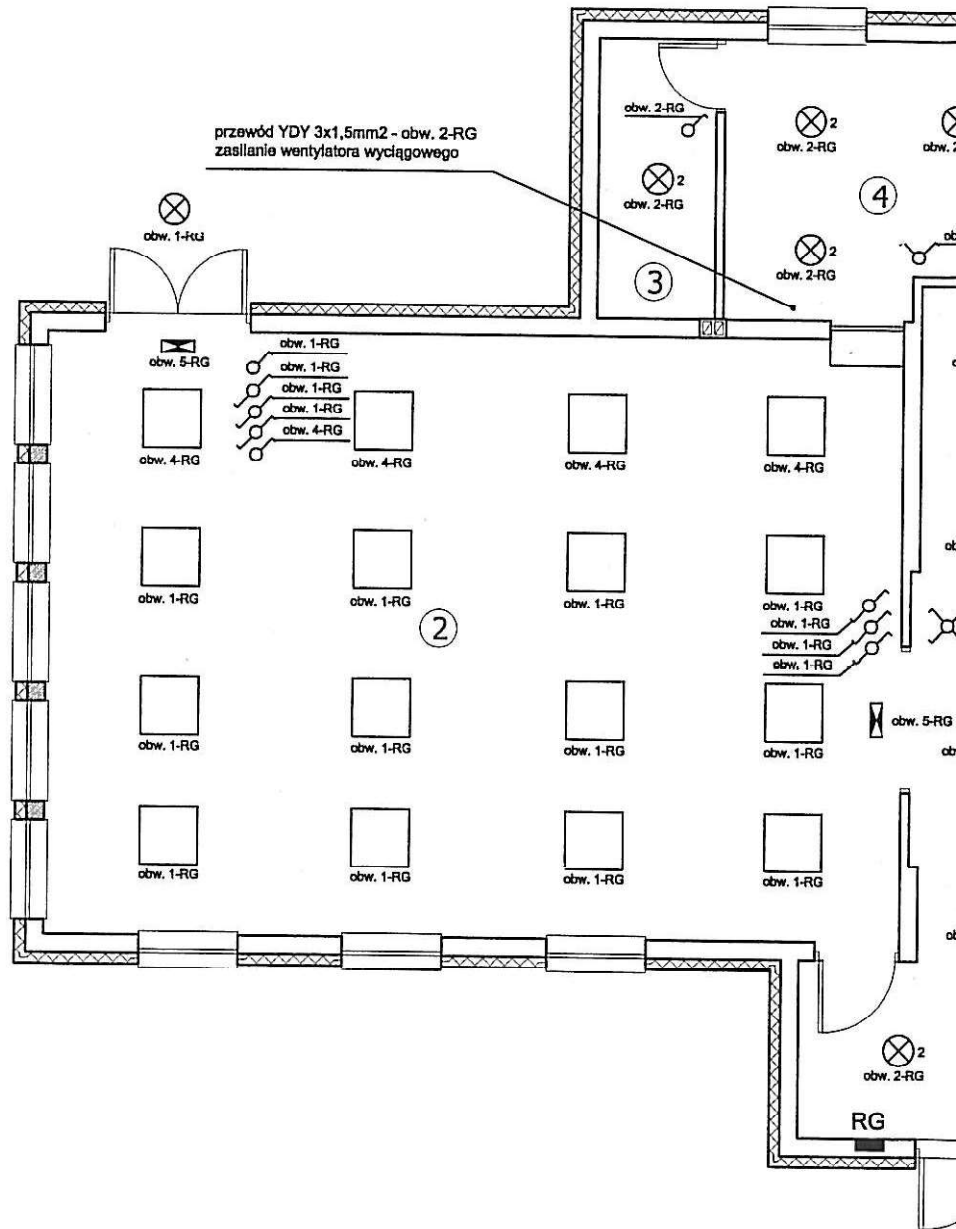 obw. 2-RG
przewód YDY 3x1,5mm2 - obw. 2-RG
zasilanie wentylatora wyciągowego
2
obw. 2-RG
obw. 2
2
obw. 2-RG
4
obw. 1-RG
ob
2
obw. 2-RG
3
obw. 1-RG
obw. 5-RG
obw. 1-RG
obw. 1-RG
obw. 1-RG
obw. 4-RG
obw. 4-RG
obw. 4-RG
obw. 4-RG
obw. 4-RG
ob
obw. 1-RG
obw. 1-RG
obw. 1-RG
obw. 1-RG
2
obw. 1-RG
obw. 1-RG
obw. 1-RG
obw. 5-RG
obw. 1-RG
obw. 1-RG
obw. 1-RG
obw. 1-RG
obw
obw. 1-RG
obw. 1-RG
obw. 1-RG
obw. 1-RG
ob
2
obw. 2-RG
RG